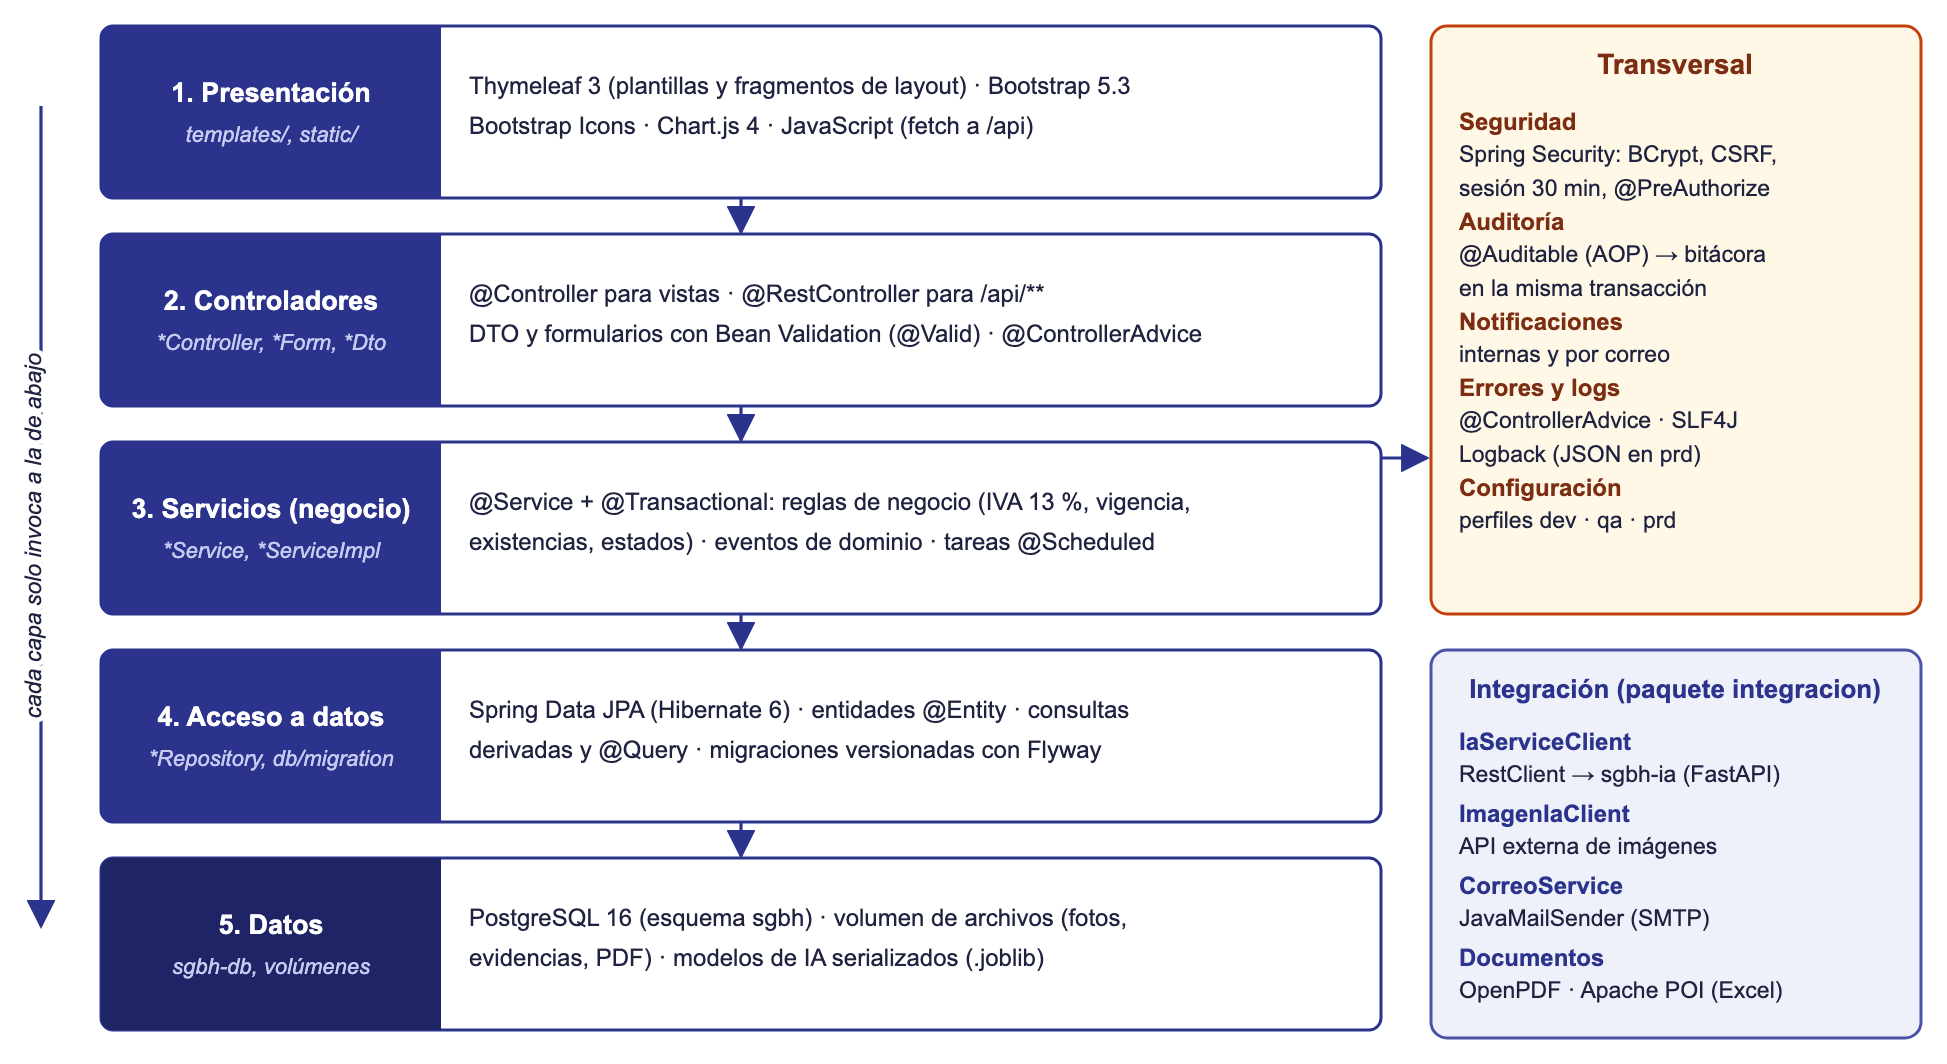 cada capa solo invoca a la de abajo
1. Presentación
templates/, static/
Thymeleaf 3 (plantillas y fragmentos de layout) · Bootstrap 5.3
Bootstrap Icons · Chart.js 4 · JavaScript (fetch a /api)
2. Controladores
*Controller, *Form, *Dto
@Controller para vistas · @RestController para /api/**
DTO y formularios con Bean Validation (@Valid) · @ControllerAdvice
3. Servicios (negocio)
*Service, *ServiceImpl
@Service + @Transactional: reglas de negocio (IVA 13 %, vigencia,
existencias, estados) · eventos de dominio · tareas @Scheduled
4. Acceso a datos
*Repository, db/migration
Spring Data JPA (Hibernate 6) · entidades @Entity · consultas
derivadas y @Query · migraciones versionadas con Flyway
5. Datos
sgbh-db, volúmenes
PostgreSQL 16 (esquema sgbh) · volumen de archivos (fotos,
evidencias, PDF) · modelos de IA serializados (.joblib)
Transversal
Seguridad
Spring Security: BCrypt, CSRF,
sesión 30 min, @PreAuthorize
Auditoría
@Auditable (AOP) → bitácora
en la misma transacción
Notificaciones
internas y por correo
Errores y logs
@ControllerAdvice · SLF4J
Logback (JSON en prd)
Configuración
perfiles dev · qa · prd
Integración (paquete integracion)
IaServiceClient
RestClient → sgbh-ia (FastAPI)
ImagenIaClient
API externa de imágenes
CorreoService
JavaMailSender (SMTP)
Documentos
OpenPDF · Apache POI (Excel)